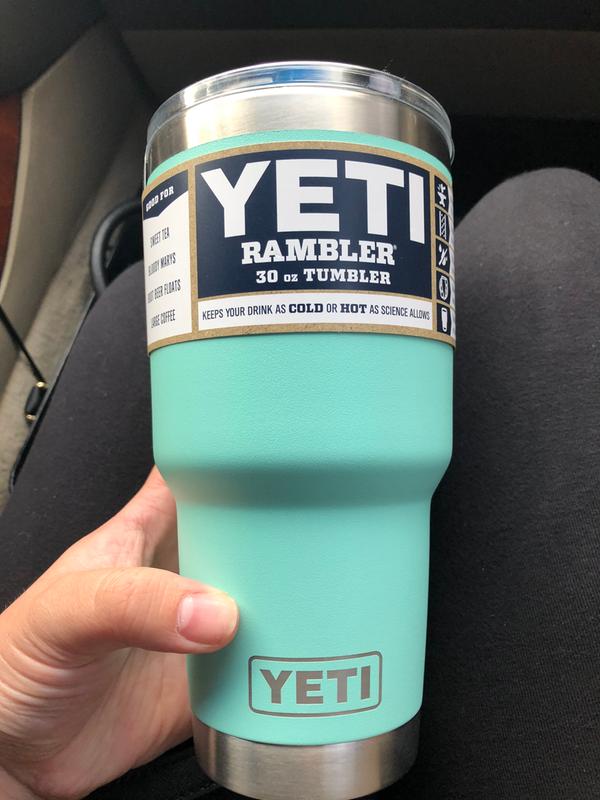 GOOD FOR
SWEET TEA
BLOODY MARYS
ROOT BEER FLOATS
LARGE COFFEE
YETI
RAMBLER®
30 oz TUMBLER
KEEPS YOUR DRINK AS COLD OR HOT AS SCIENCE ALLOWS
YETI